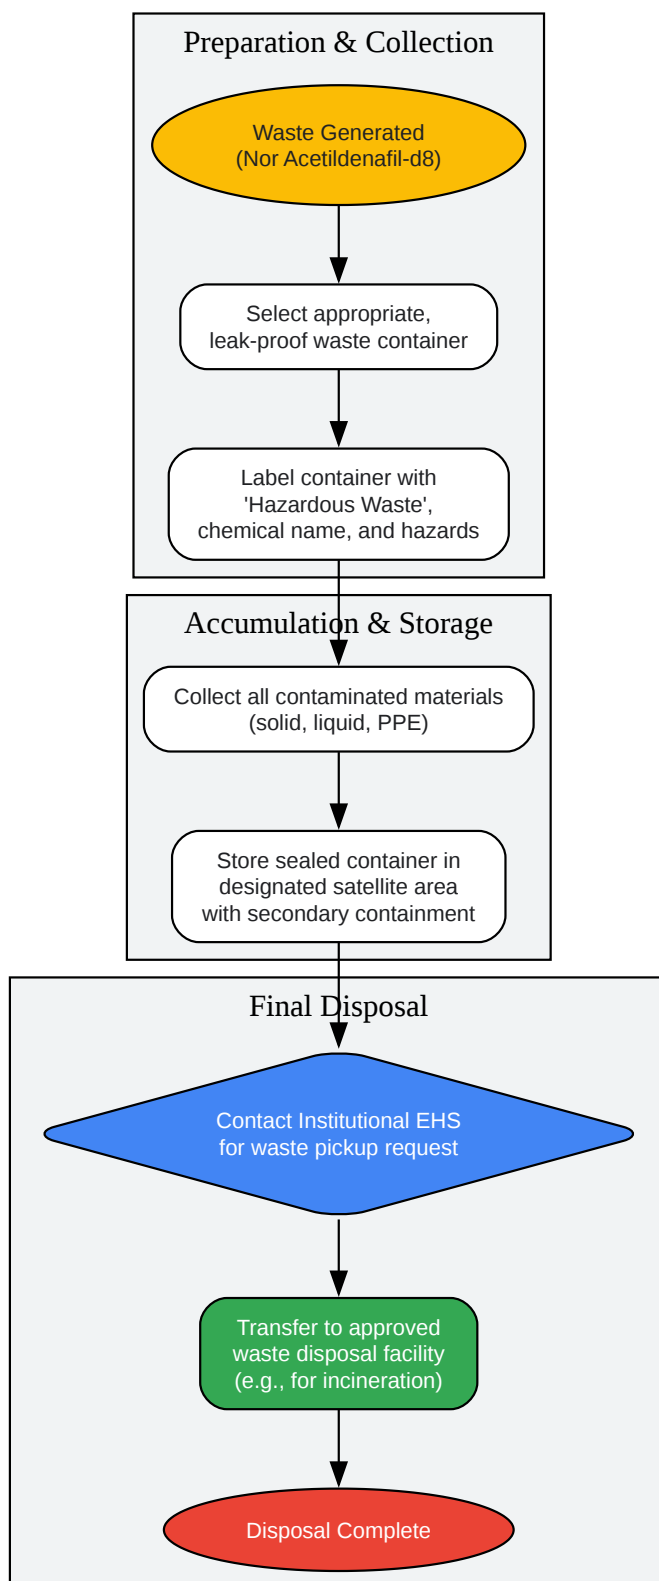 Preparation & Collection
Waste Generated
(Nor Acetildenafil-d8)
Select appropriate,
leak-proof waste container
Label container with
'Hazardous Waste',
chemical name, and hazards
Accumulation & Storage
Collect all contaminated materials
(solid, liquid, PPE)
Store sealed container in
designated satellite area
with secondary containment
Final Disposal
Contact Institutional EHS
for waste pickup request
Transfer to approved
waste disposal facility
(e.g., for incineration)
Disposal Complete